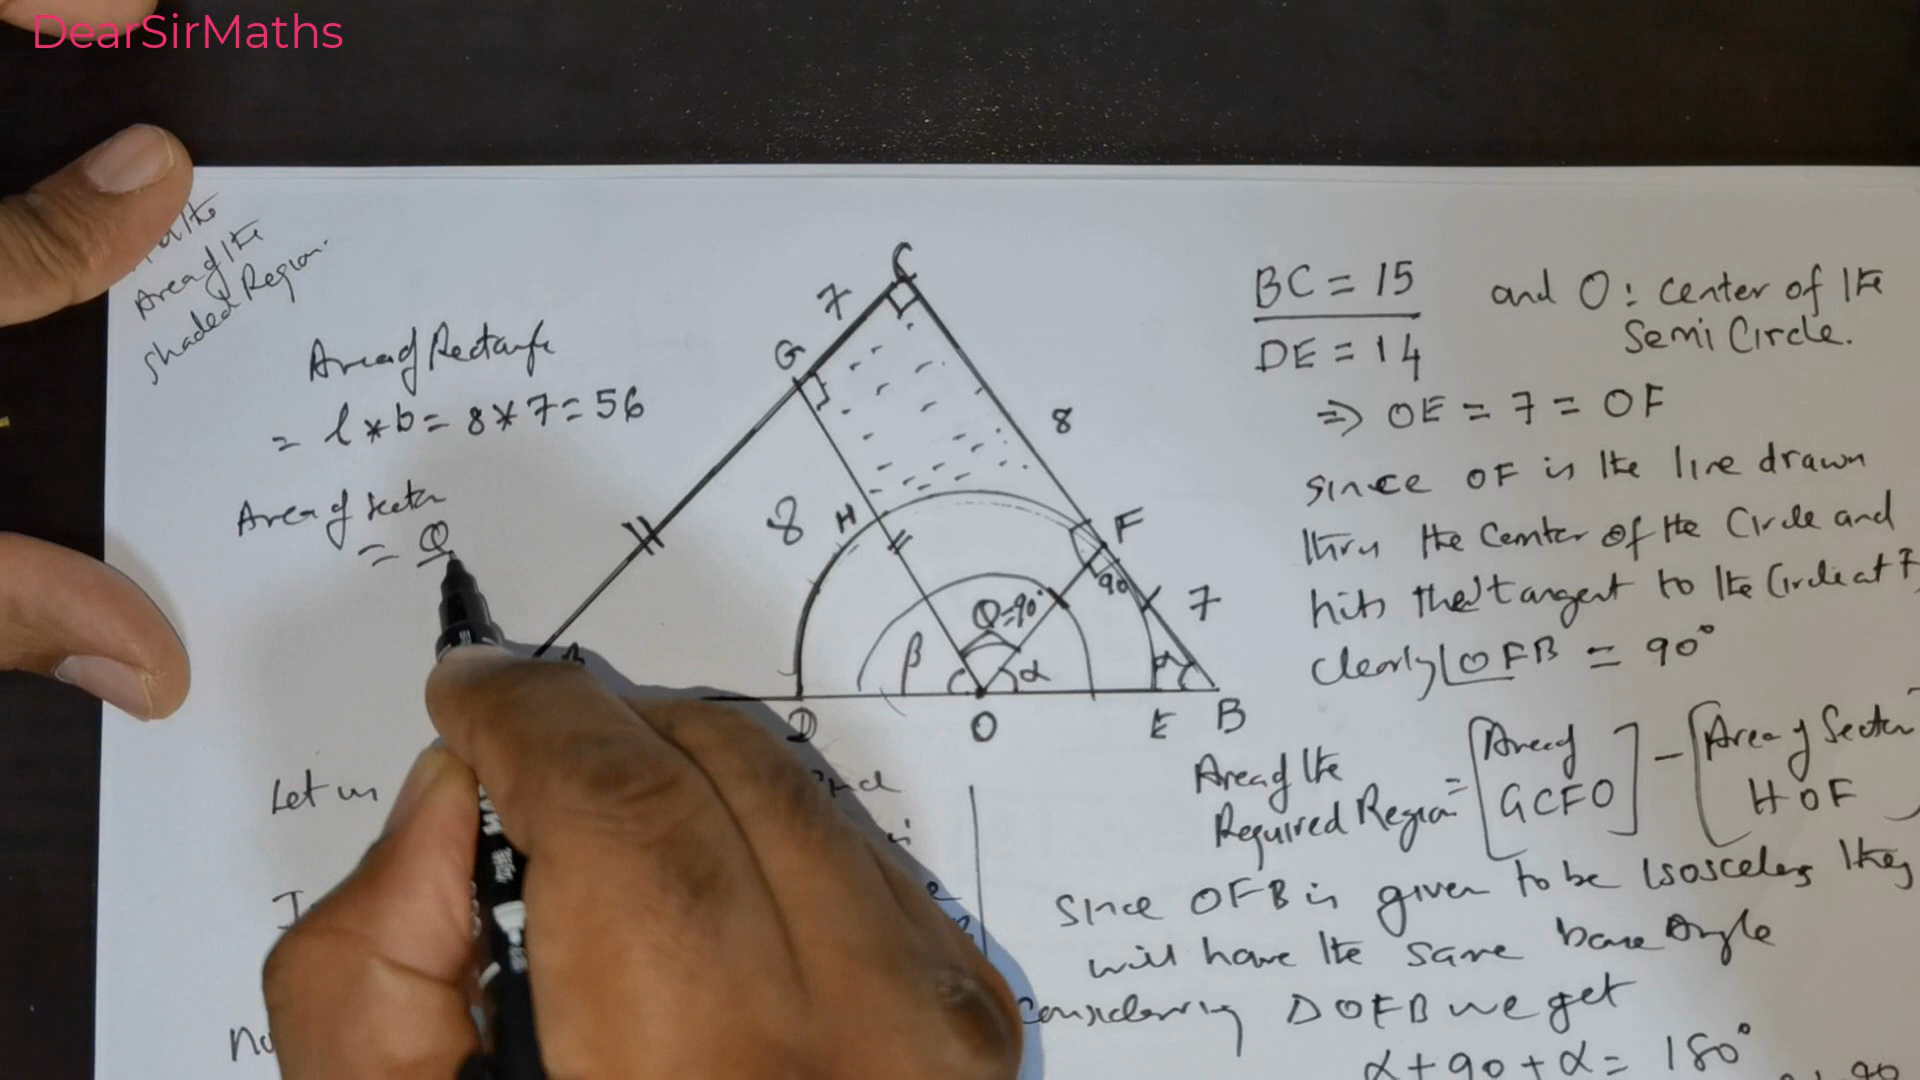 DearSirMaths
Area of the
shaded Region.
Area of Rectangle
= l * b = 8 * 7 = 56
Area of sector
= Q
C
7
G
8
8
H
F
90
7
Q=90°
β
α
α
D
O
E
B
BC = 15
DE = 14
and O: center of the
Semi Circle.
=> OE = 7 = OF
since OF is the line drawn
thru the Center of the Circle and
hits the tangent to the Circle at F
clearly ∠OFB = 90°
Area of the
Required Region =
[Area of GCFO] - [Area of Sector HOF
Since OFB is given to be Isosceles they
will have the same base Angle
Considering Δ OFB we get
α + 90 + α = 180°
Let us
and